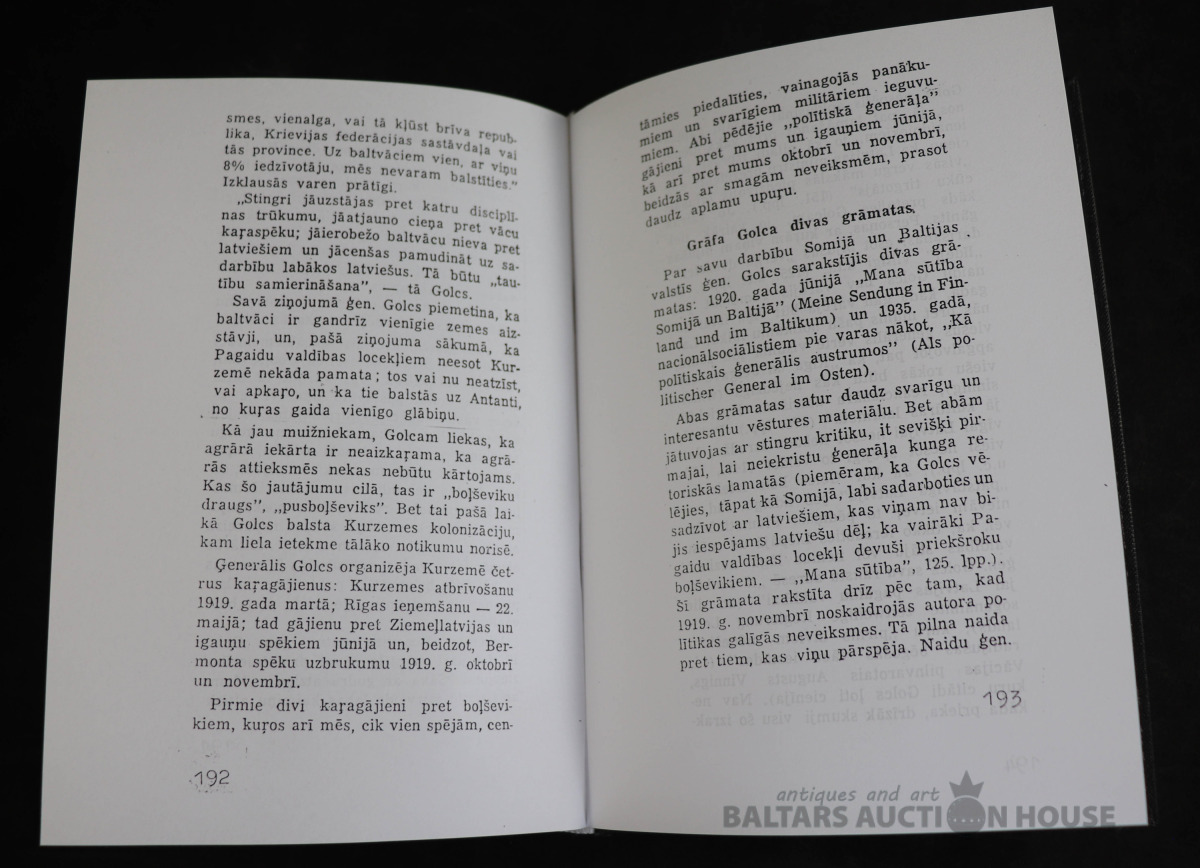 smes, vienalga, vai tā kļūst brīva repub-
lika, Krievijas federācijas sastāvdaļa vai
tās province. Uz baltvāciem vien, ar viņu
8% iedzīvotāju, mēs nevaram balstīties."
Izklausās varen prātīgi.
„Stingri jāuzstājas pret katru disciplī-
nas trūkumu, jāatjauno cieņa pret vācu
kaŗaspēku; jāierobežo baltvācu nieva pret
latviešiem un jācenšas pamudināt uz sa-
darbību labākos latviešus. Tā būtu „tau-
tību samierināšana", — tā Golcs.
Savā ziņojumā ģen. Golcs piemetina, ka
baltvāci ir gandrīz vienīgie zemes aiz-
stāvji, un, pašā ziņojuma sākumā, ka
Pagaidu valdības locekļiem neesot Kur-
zemē nekāda pamata; tos vai nu neatzīst,
vai apkaro, un ka tie balstās uz Antanti,
no kuŗas gaida vienīgo glābiņu.
Kā jau muižniekam, Golcam liekas, ka
agrārā iekārta ir neaizkaŗama, ka agrā-
rās attieksmēs nekas nebūtu kārtojams.
Kas šo jautājumu cilā, tas ir „boļševiku
draugs", „pusboļševiks". Bet tai pašā lai-
kā Golcs balsta Kurzemes kolonizāciju,
kam liela ietekme tālāko notikumu norisē.
Ģenerālis Golcs organizēja Kurzemē čet-
rus kaŗagājienus: Kurzemes atbrīvošanu
1919. gada martā; Rīgas ieņemšanu — 22.
maijā; tad gājienu pret Ziemeļlatvijas un
igauņu spēkiem jūnijā un, beidzot, Ber-
monta spēku uzbrukumu 1919. g. oktobrī
un novembrī.
Pirmie divi kaŗagājieni pret boļševi-
kiem, kuŗos arī mēs, cik vien spējām, cen-
192
tāmies piedalīties, vainagojās panāku-
miem un svarīgiem militāriem ieguvu-
miem. Abi pēdējie „polītiskā ģenerāļa"
gājieni pret mums un igauņiem jūnijā,
kā arī pret mums oktobrī un novembrī,
beidzās ar smagām neveiksmēm, prasot
daudz aplamu upuŗu.
Grāfa Golca divas grāmatas.
Par savu darbību Somijā un Baltijas
valstīs ģen. Golcs sarakstījis divas grā-
matas: 1920. gada jūnijā „Mana sūtība
Somijā un Baltijā" (Meine Sendung in Fin-
land und im Baltikum) un 1935. gadā,
nacionālsociālistiem pie varas nākot, „Kā
polītiskais ģenerālis austrumos" (Als po-
litischer General im Osten).
Abas grāmatas satur daudz svarīgu un
interesantu vēstures materiālu. Bet abām
jātuvojas ar stingru kritiku, it sevišķi pir-
majai, lai neiekristu ģenerāļa kunga re-
toriskās lamatās (piemēram, ka Golcs vē-
lējies, tāpat kā Somijā, labi sadarboties un
sadzīvot ar latviešiem, kas viņam nav bi-
jis iespējams latviešu dēļ; ka vairāki Pa-
gaidu valdības locekļi devuši priekšroku
boļševikiem. — „Mana sūtība", 125. lpp.).
Šī grāmata rakstīta drīz pēc tam, kad
1919. g. novembrī noskaidrojās autora po-
lītikas galīgās neveiksmes. Tā pilna naida
pret tiem, kas viņu pārspēja. Naidu ģen.
193
antiques and art
BALTARS AUCTION HOUSE